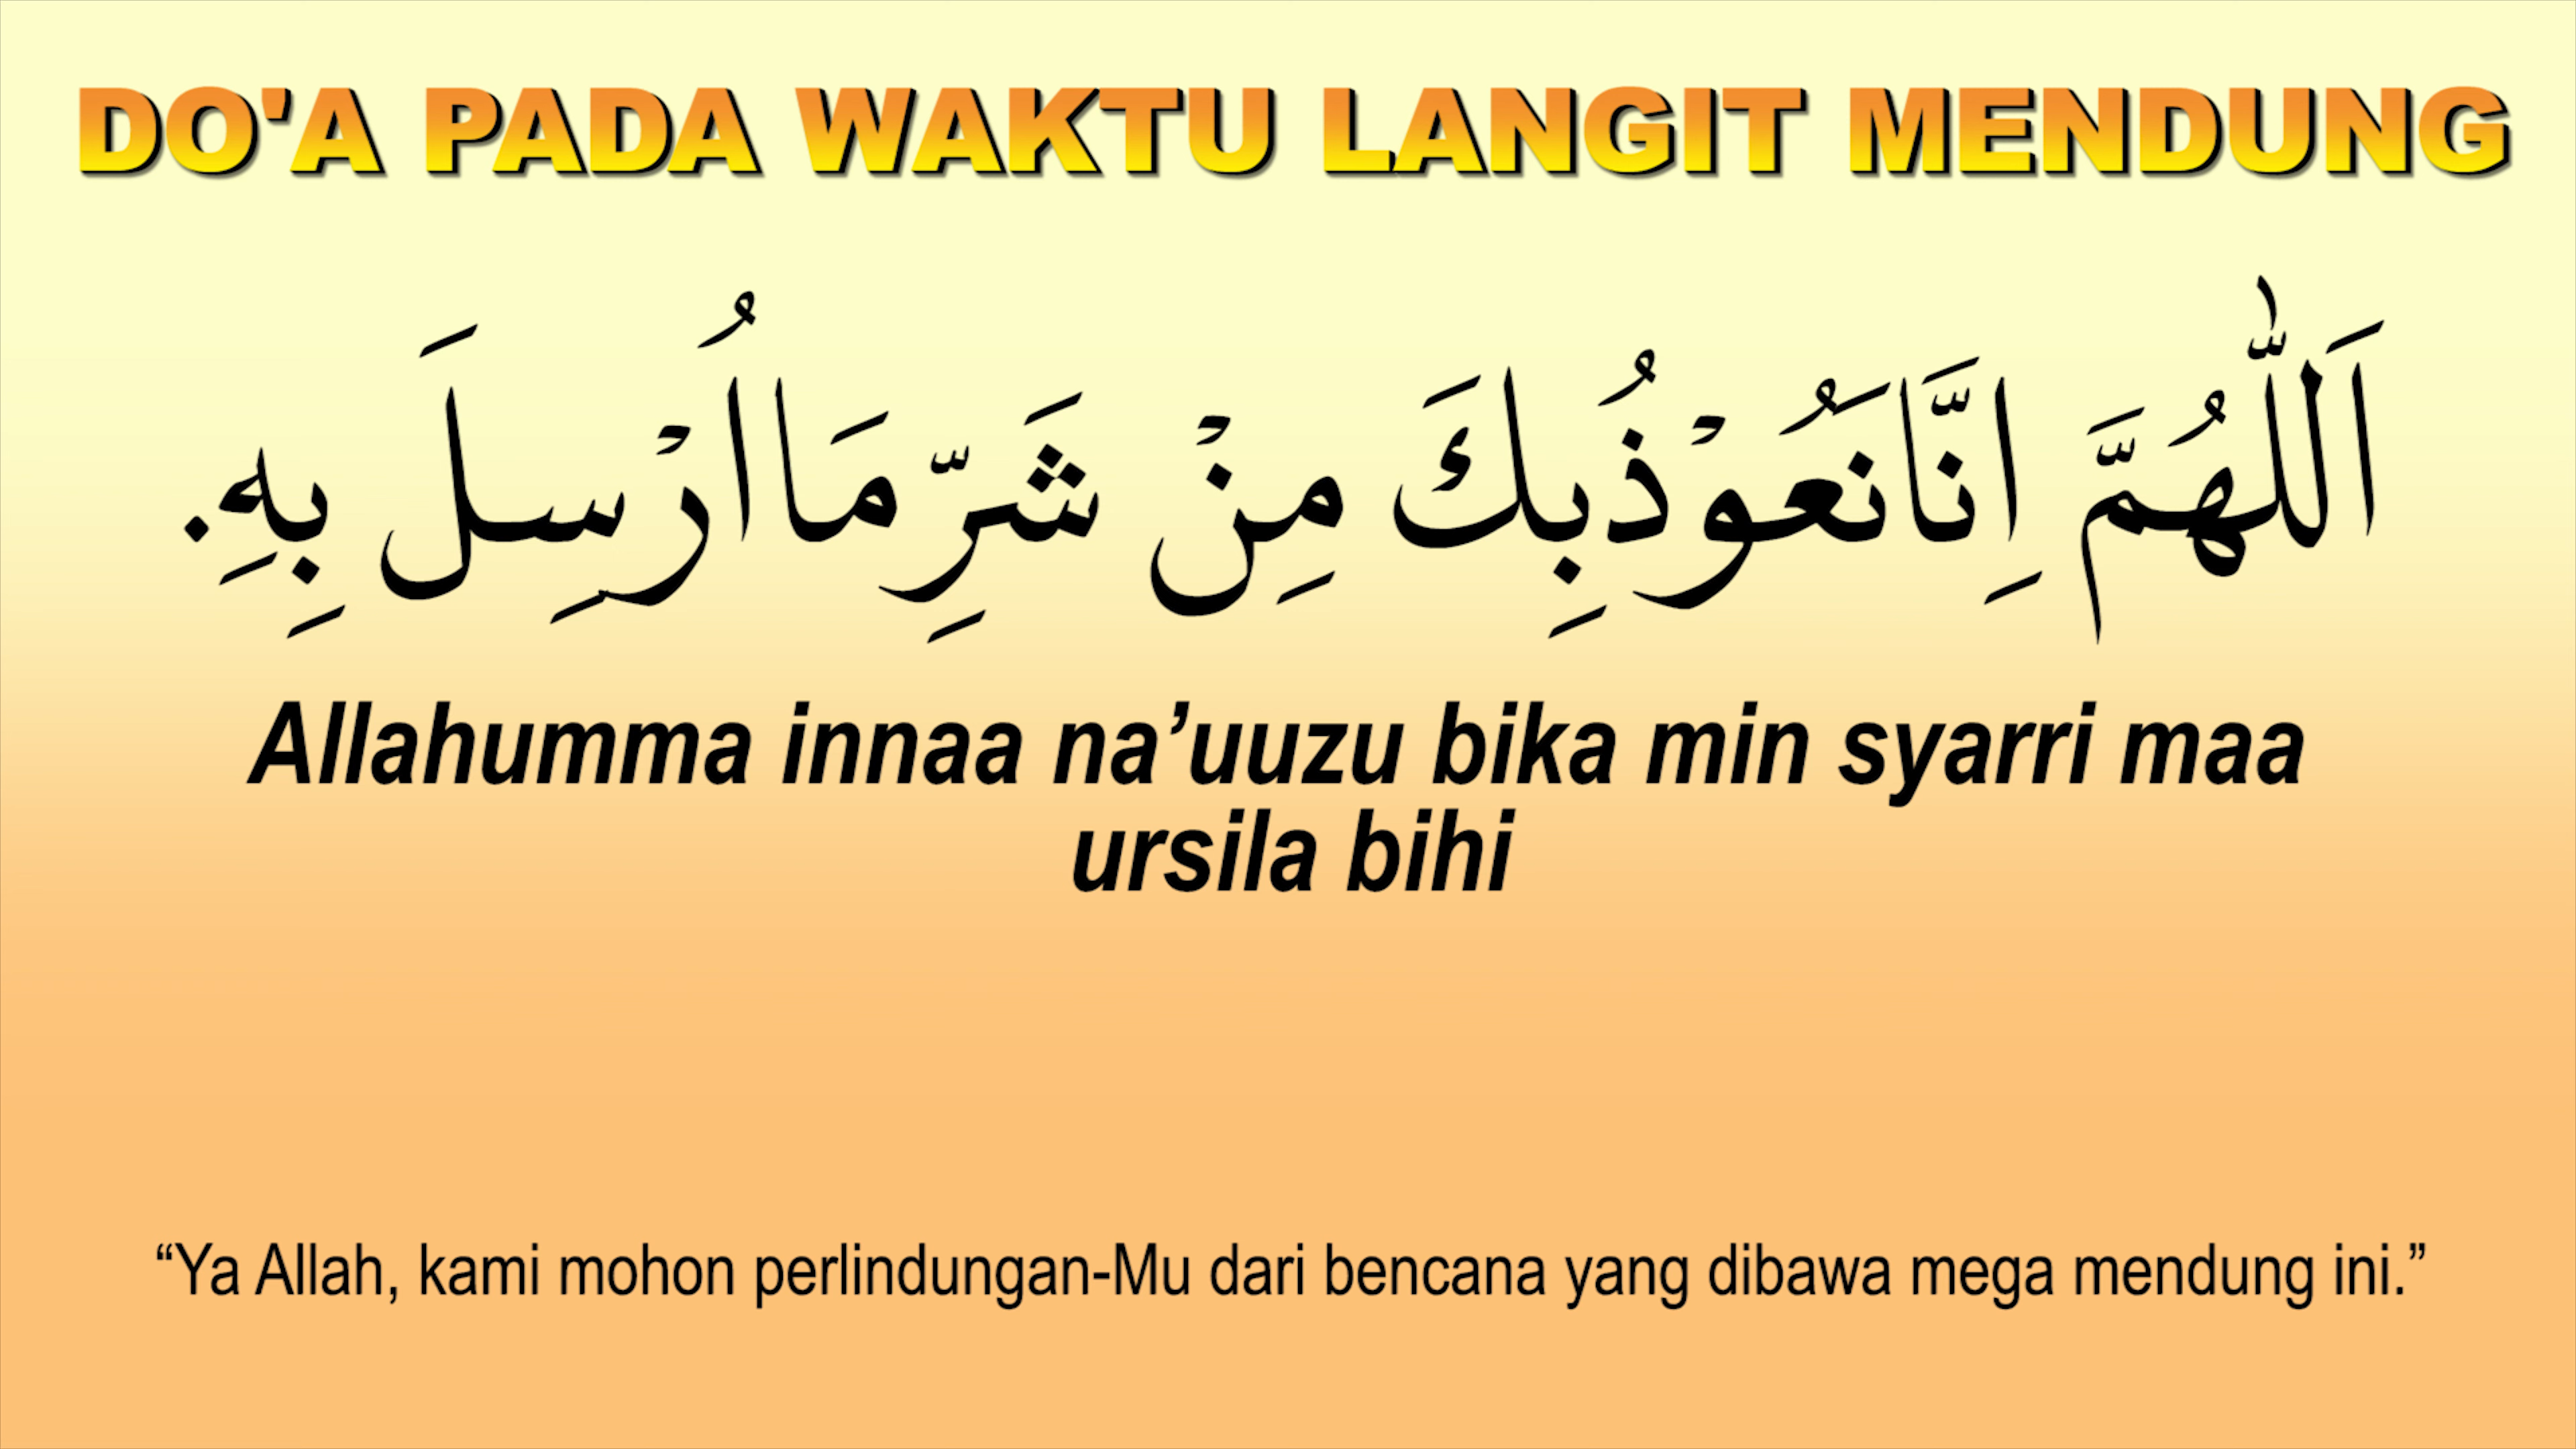 DO'A PADA WAKTU LANGIT MENDUNG
اَللّٰهُمَّ اِنَّانَعُوْذُبِكَ مِنْ شَرِّمَااُرْسِلَ بِهِ.
Allahumma innaa na’uuzu bika min syarri maa
ursila bihi
“Ya Allah, kami mohon perlindungan-Mu dari bencana yang dibawa mega mendung ini.”